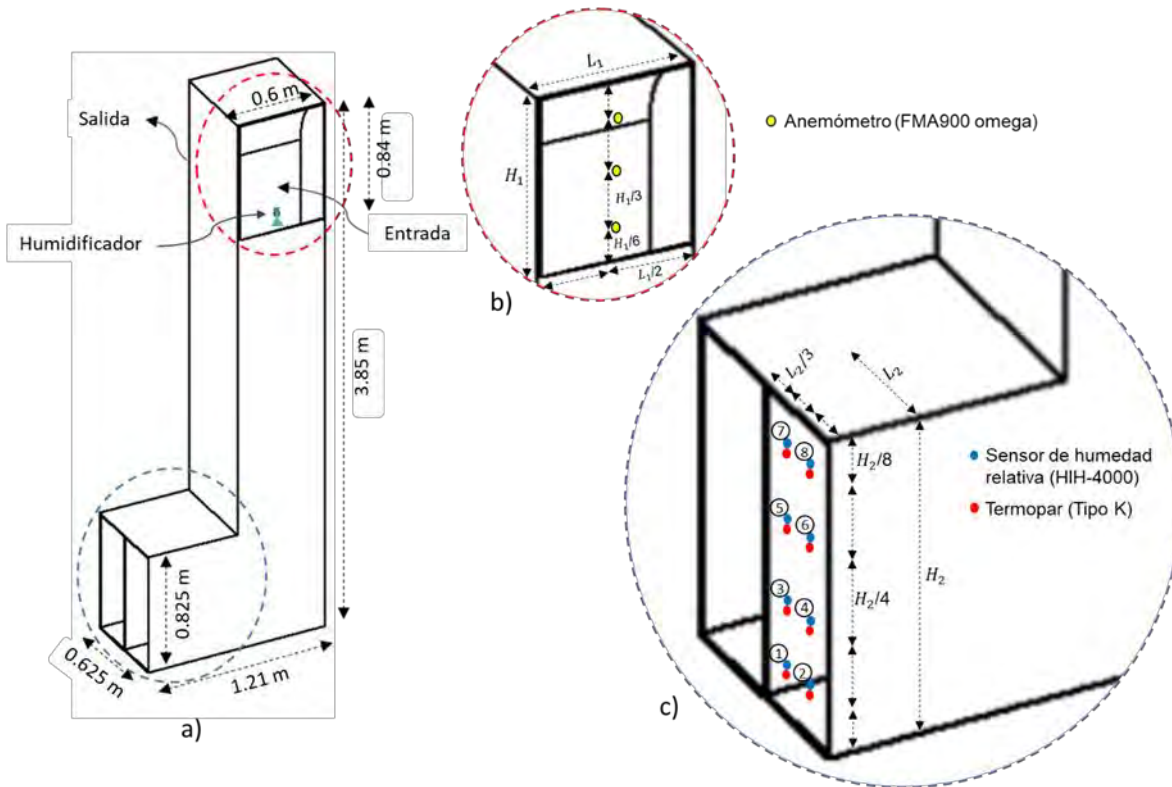 Salida
0.6 m
0.84 m
Humidificador
Entrada
3.85 m
0.825 m
0.625 m
1.21 m
a)
L₁
H₁
H₁/3
H₁/6
L₁/2
b)
Anemómetro (FMA900 omega)
L₂/3
L₂
7
8
H₂/8
5
6
H₂
3
4
H₂/4
1
2
Sensor de humedad
relativa (HIH-4000)
Termopar (Tipo K)
c)